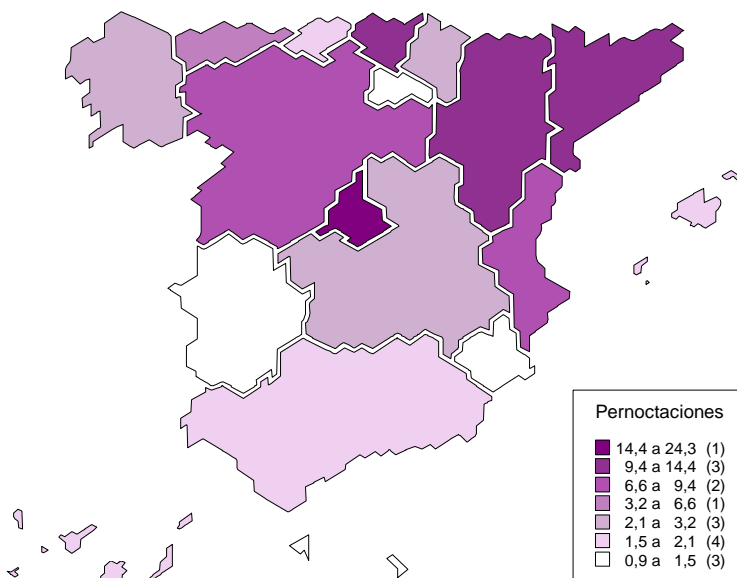 Pernoctaciones
14,4 a 24,3 (1)
9,4 a 14,4 (3)
6,6 a 9,4 (2)
3,2 a 6,6 (1)
2,1 a 3,2 (3)
1,5 a 2,1 (4)
0,9 a 1,5 (3)